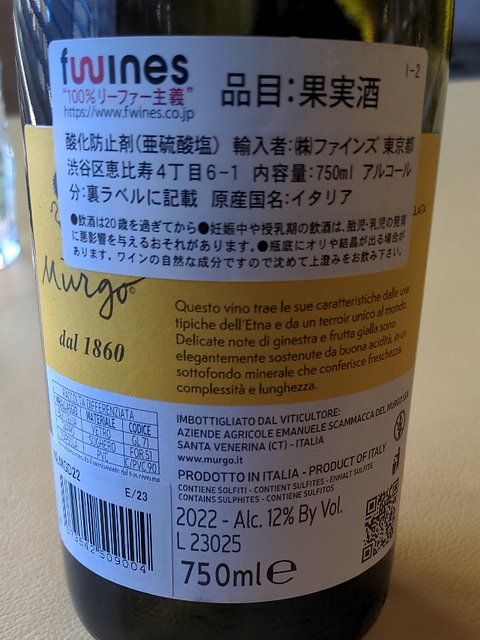 fwines
"100%リーファー主義"
https://www.fwines.co.jp
品目：果実酒
1-2
酸化防止剤（亜硫酸塩） 輸入者：㈱ファインズ 東京都
渋谷区恵比寿４丁目６−１ 内容量：750ml アルコール
分：裏ラベルに記載 原産国名：イタリア
●飲酒は20歳を過ぎてから●妊娠中や授乳期の飲酒は、胎児・乳児の発育
に悪影響を与えるおそれがあります。●瓶底にオリや結晶が出る場合が
あります。ワインの自然な成分ですので沈めて上澄みをお飲み下さい。
Murgo
dal 1860
Questo vino trae le sue caratteristiche dalle uve
tipiche dell'Etna e da un terroir unico al mondo.
Delicate note di ginestra e frutta gialla sono
elegantemente sostenute da buona acidità, in un
sottofondo minerale che conferisce freschezza,
complessità e lunghezza.
RACCOLTA DIFFERENZIATA
MATERIALE CODICE
VETRO GL 71
SUGHERO FOR 51
PVC C/PVC 90
IMBOTTIGLIATO DAL VITICULTORE:
AZIENDE AGRICOLE EMANUELE SCAMMACCA DEL MURGO SRL
SANTA VENERINA (CT) - ITALIA
www.murgo.it
PRODOTTO IN ITALIA - PRODUCT OF ITALY
CONTIENE SOLFITI - CONTIENT SULFITES - ENHALT SULFITE
CONTAINS SULPHITES - CONTIENE SULFITOS
E/23
2022 - Alc. 12% By Vol.
L 23025
750ml e